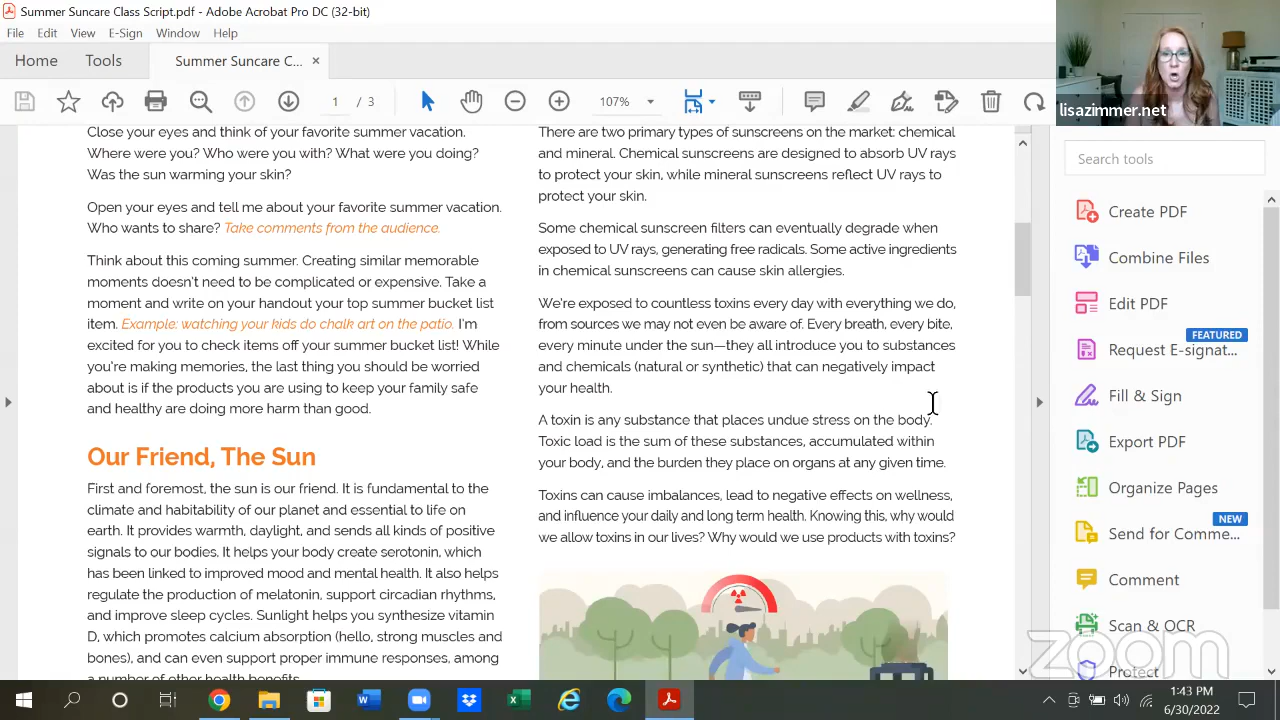 Summer Suncare Class Script.pdf - Adobe Acrobat Pro DC (32-bit)
File Edit View E-Sign Window Help
Home Tools Summer Suncare C... ×
1 / 3 107%
lisazimmer.net
Close your eyes and think of your favorite summer vacation.
Where were you? Who were you with? What were you doing?
Was the sun warming your skin?
Open your eyes and tell me about your favorite summer vacation.
Who wants to share? Take comments from the audience.
Think about this coming summer. Creating similar memorable
moments doesn't need to be complicated or expensive. Take a
moment and write on your handout your top summer bucket list
item. Example: watching your kids do chalk art on the patio. I'm
excited for you to check items off your summer bucket list! While
you're making memories, the last thing you should be worried
about is if the products you are using to keep your family safe
and healthy are doing more harm than good.
Our Friend, The Sun
First and foremost, the sun is our friend. It is fundamental to the
climate and habitability of our planet and essential to life on
earth. It provides warmth, daylight, and sends all kinds of positive
signals to our bodies. It helps your body create serotonin, which
has been linked to improved mood and mental health. It also helps
regulate the production of melatonin, support circadian rhythms,
and improve sleep cycles. Sunlight helps you synthesize vitamin
D, which promotes calcium absorption (hello, strong muscles and
bones), and can even support proper immune responses, among
a number of other health benefits.
There are two primary types of sunscreens on the market: chemical
and mineral. Chemical sunscreens are designed to absorb UV rays
to protect your skin, while mineral sunscreens reflect UV rays to
protect your skin.
Some chemical sunscreen filters can eventually degrade when
exposed to UV rays, generating free radicals. Some active ingredients
in chemical sunscreens can cause skin allergies.
We're exposed to countless toxins every day with everything we do,
from sources we may not even be aware of. Every breath, every bite,
every minute under the sun—they all introduce you to substances
and chemicals (natural or synthetic) that can negatively impact
your health.
A toxin is any substance that places undue stress on the body.
Toxic load is the sum of these substances, accumulated within
your body, and the burden they place on organs at any given time.
Toxins can cause imbalances, lead to negative effects on wellness,
and influence your daily and long term health. Knowing this, why would
we allow toxins in our lives? Why would we use products with toxins?
Search tools
Create PDF
Combine Files
Edit PDF
FEATURED
Request E-signat...
Fill & Sign
Export PDF
Organize Pages
NEW
Send for Comme...
Comment
Scan & OCR
Protect
zoom
1:43 PM
6/30/2022